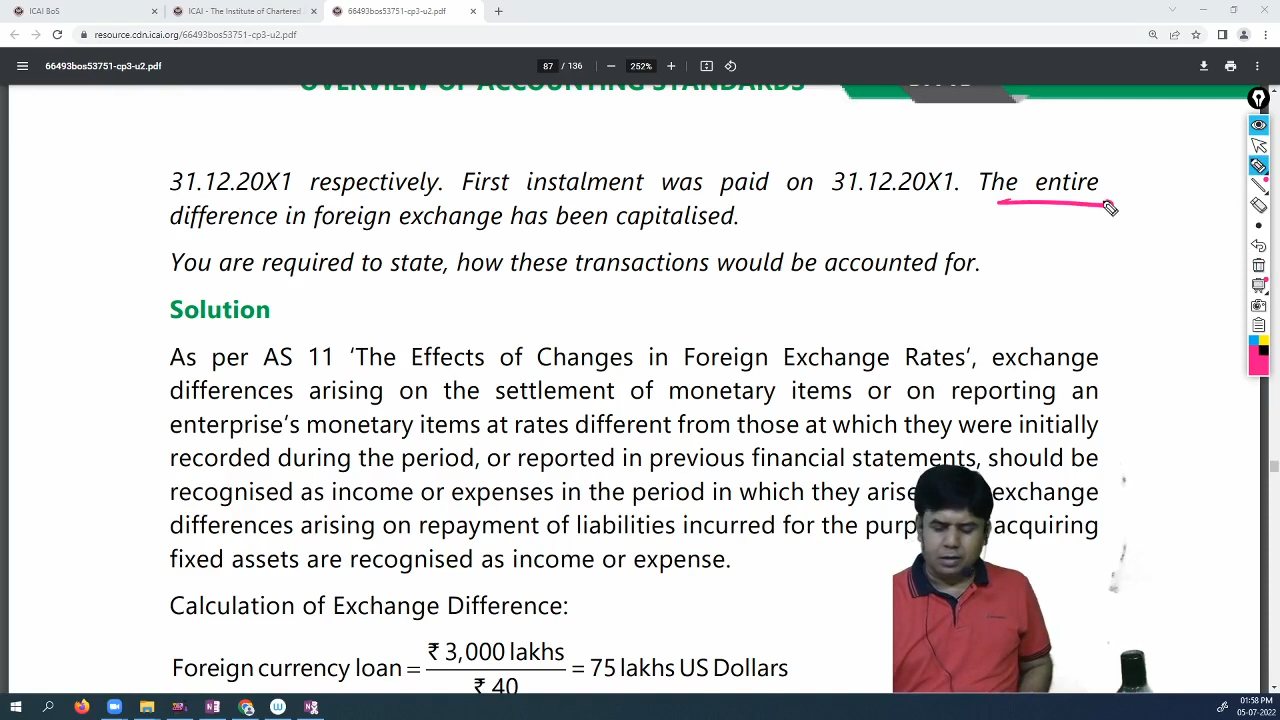 ICAI BoS
ICAI - The Institute of Chartered
66493bos53751-cp3-u2.pdf
resource.cdn.icai.org/66493bos53751-cp3-u2.pdf
66493bos53751-cp3-u2.pdf
87 / 136
252%
OVERVIEW OF ACCOUNTING STANDARDS
31.12.20X1 respectively. First instalment was paid on 31.12.20X1. The entire
difference in foreign exchange has been capitalised.
You are required to state, how these transactions would be accounted for.
Solution
As per AS 11 ‘The Effects of Changes in Foreign Exchange Rates’, exchange
differences arising on the settlement of monetary items or on reporting an
enterprise’s monetary items at rates different from those at which they were initially
recorded during the period, or reported in previous financial statements, should be
recognised as income or expenses in the period in which they arise exchange
differences arising on repayment of liabilities incurred for the purp acquiring
fixed assets are recognised as income or expense.
Calculation of Exchange Difference:
Foreign currency loan = ₹ 3,000 lakhs / ₹ 40 = 75 lakhs US Dollars
01:58 PM
05-07-2022